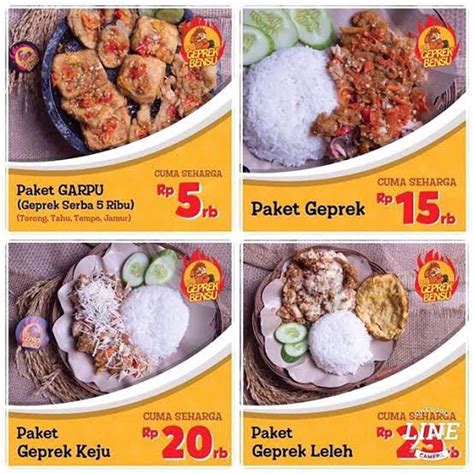 GEPREK
BENSU
CUMA SEHARGA
Paket GARPU
(Geprek Serba 5 Ribu)
(Terong, Tahu, Tempe, Jamur)
Rp 5rb
GEPREK
BENSU
CUMA SEHARGA
Paket Geprek
Rp 15rb
GEPREK
BENSU
CUMA SEHARGA
Paket
Geprek Keju
Rp 20rb
GEPREK
BENSU
CUMA SEHARGA
Paket
Geprek Leleh
Rp
LINE
CAMERA